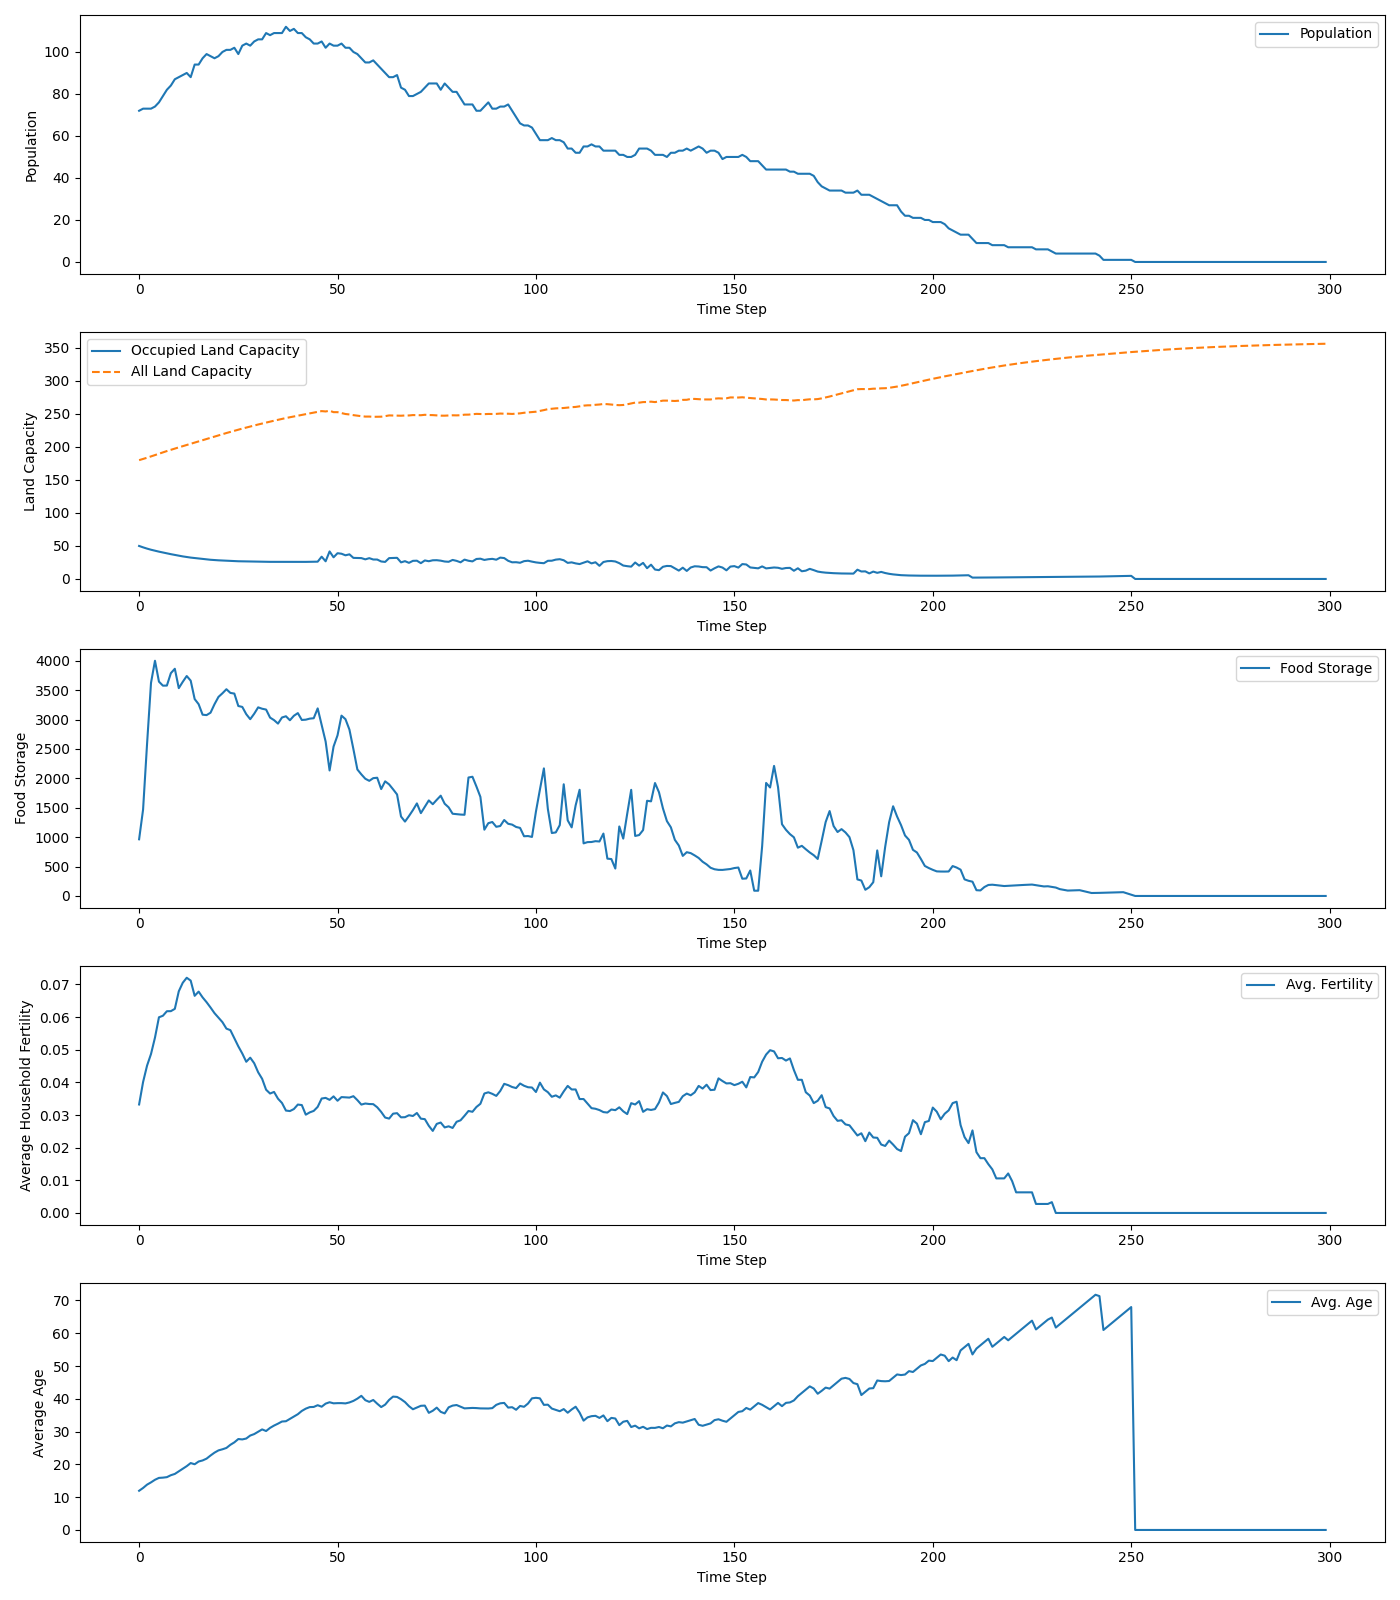 Population
100
80
60
40
20
0
Population
0 50 100 150 200 250 300
Time Step
Occupied Land Capacity
All Land Capacity
350
300
250
200
150
100
50
0
Land Capacity
0 50 100 150 200 250 300
Time Step
Food Storage
4000
3500
3000
2500
2000
1500
1000
500
0
Food Storage
0 50 100 150 200 250 300
Time Step
Avg. Fertility
0.07
0.06
0.05
0.04
0.03
0.02
0.01
0.00
Average Household Fertility
0 50 100 150 200 250 300
Time Step
Avg. Age
70
60
50
40
30
20
10
0
Average Age
0 50 100 150 200 250 300
Time Step